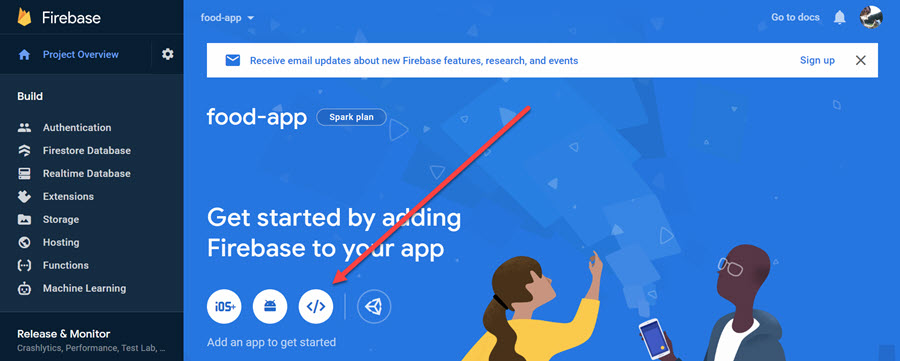 Firebase
food-app
Go to docs
Project Overview
Receive email updates about new Firebase features, research, and events
Sign up
Build
food-app
Spark plan
Authentication
Firestore Database
Realtime Database
Extensions
Storage
Hosting
Functions
Machine Learning
Get started by adding
Firebase to your app
iOS+
</>
Add an app to get started
Release & Monitor
Crashlytics, Performance, Test Lab, ...